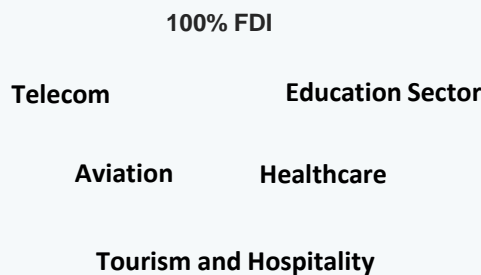 100% FDI
Telecom Education Sector
Aviation Healthcare
Tourism and Hospitality